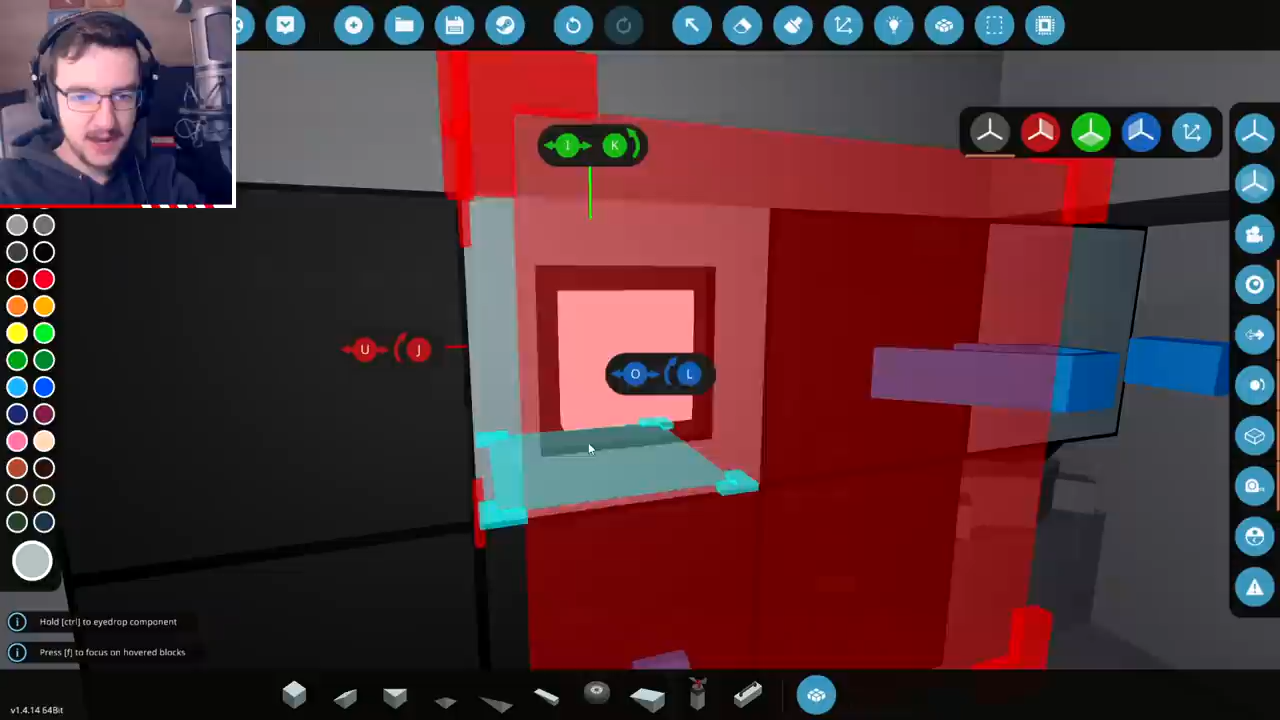 I K
U J
O L
Hold [ctrl] to eyedrop component
Press [f] to focus on hovered blocks
v1.4.14 64Bit